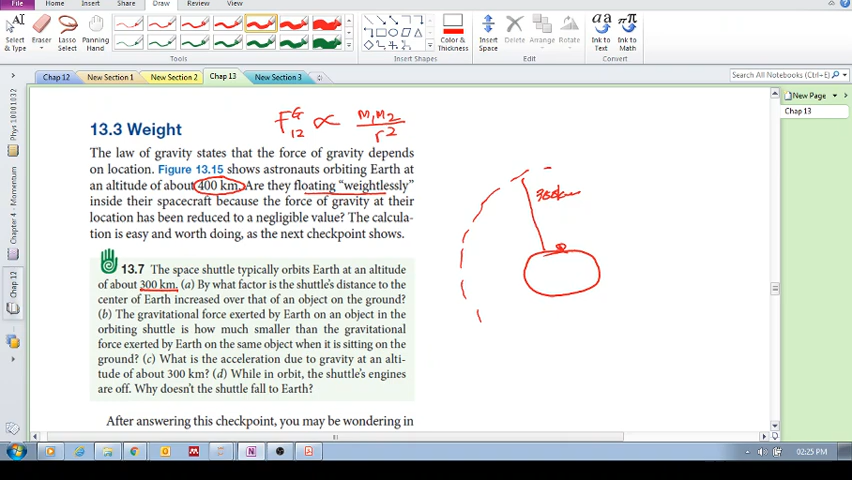 File Home Insert Share Draw Review View
Select & Type Eraser Lasso Select Panning Hand Color & Thickness Insert Space Delete Arrange Rotate Ink to Text Ink to Math
Tools Insert Shapes Edit Convert
Chap 12 New Section 1 New Section 2 Chap 13 New Section 3 Search All Notebooks (Ctrl+E)
New Page
Chap 13
Phys 10001032
Chapter 4 - Momentum
Chap 12
F^G_12 ∝ m1m2/r^2
13.3 Weight
The law of gravity states that the force of gravity depends
on location. Figure 13.15 shows astronauts orbiting Earth at
an altitude of about 400 km. Are they floating “weightlessly”
inside their spacecraft because the force of gravity at their
location has been reduced to a negligible value? The calcula-
tion is easy and worth doing, as the next checkpoint shows.
300km
13.7 The space shuttle typically orbits Earth at an altitude
of about 300 km. (a) By what factor is the shuttle’s distance to the
center of Earth increased over that of an object on the ground?
(b) The gravitational force exerted by Earth on an object in the
orbiting shuttle is how much smaller than the gravitational
force exerted by Earth on the same object when it is sitting on the
ground? (c) What is the acceleration due to gravity at an alti-
tude of about 300 km? (d) While in orbit, the shuttle’s engines
are off. Why doesn’t the shuttle fall to Earth?
After answering this checkpoint, you may be wondering in
02:25 PM